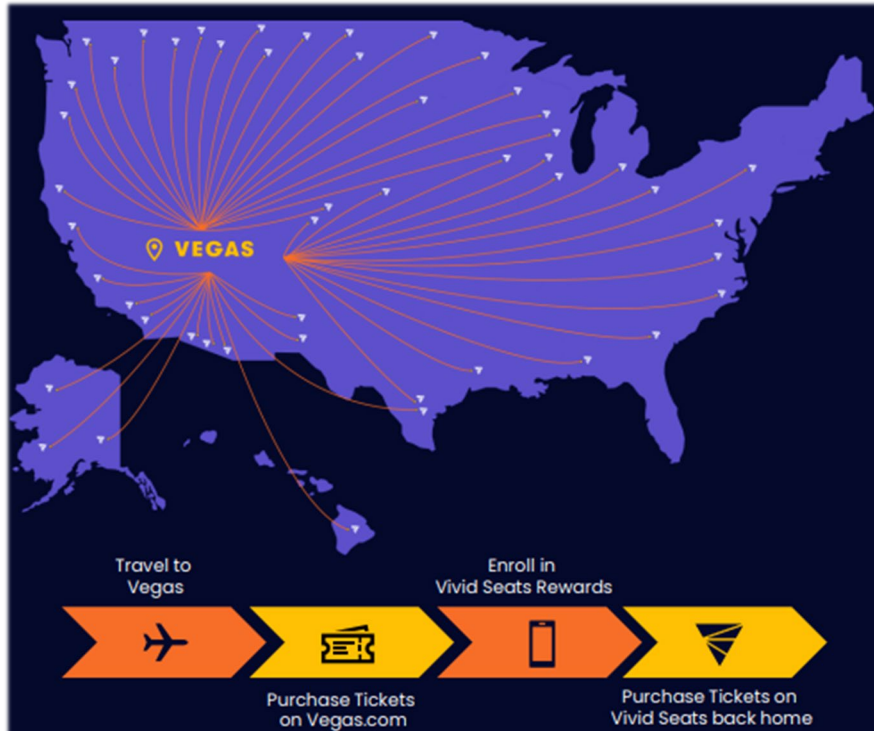 VEGAS
Travel to
Vegas
Enroll in
Vivid Seats Rewards
Purchase Tickets
on Vegas.com
Purchase Tickets on
Vivid Seats back home